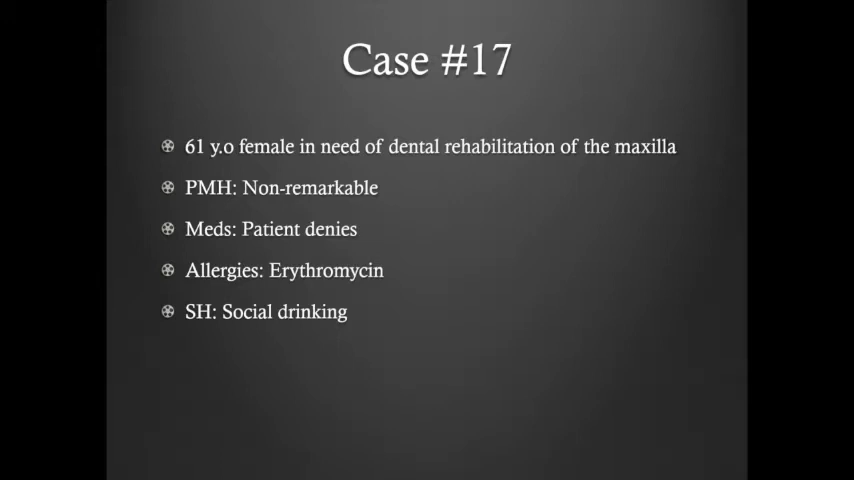 Case #17
61 y.o female in need of dental rehabilitation of the maxilla
PMH: Non-remarkable
Meds: Patient denies
Allergies: Erythromycin
SH: Social drinking